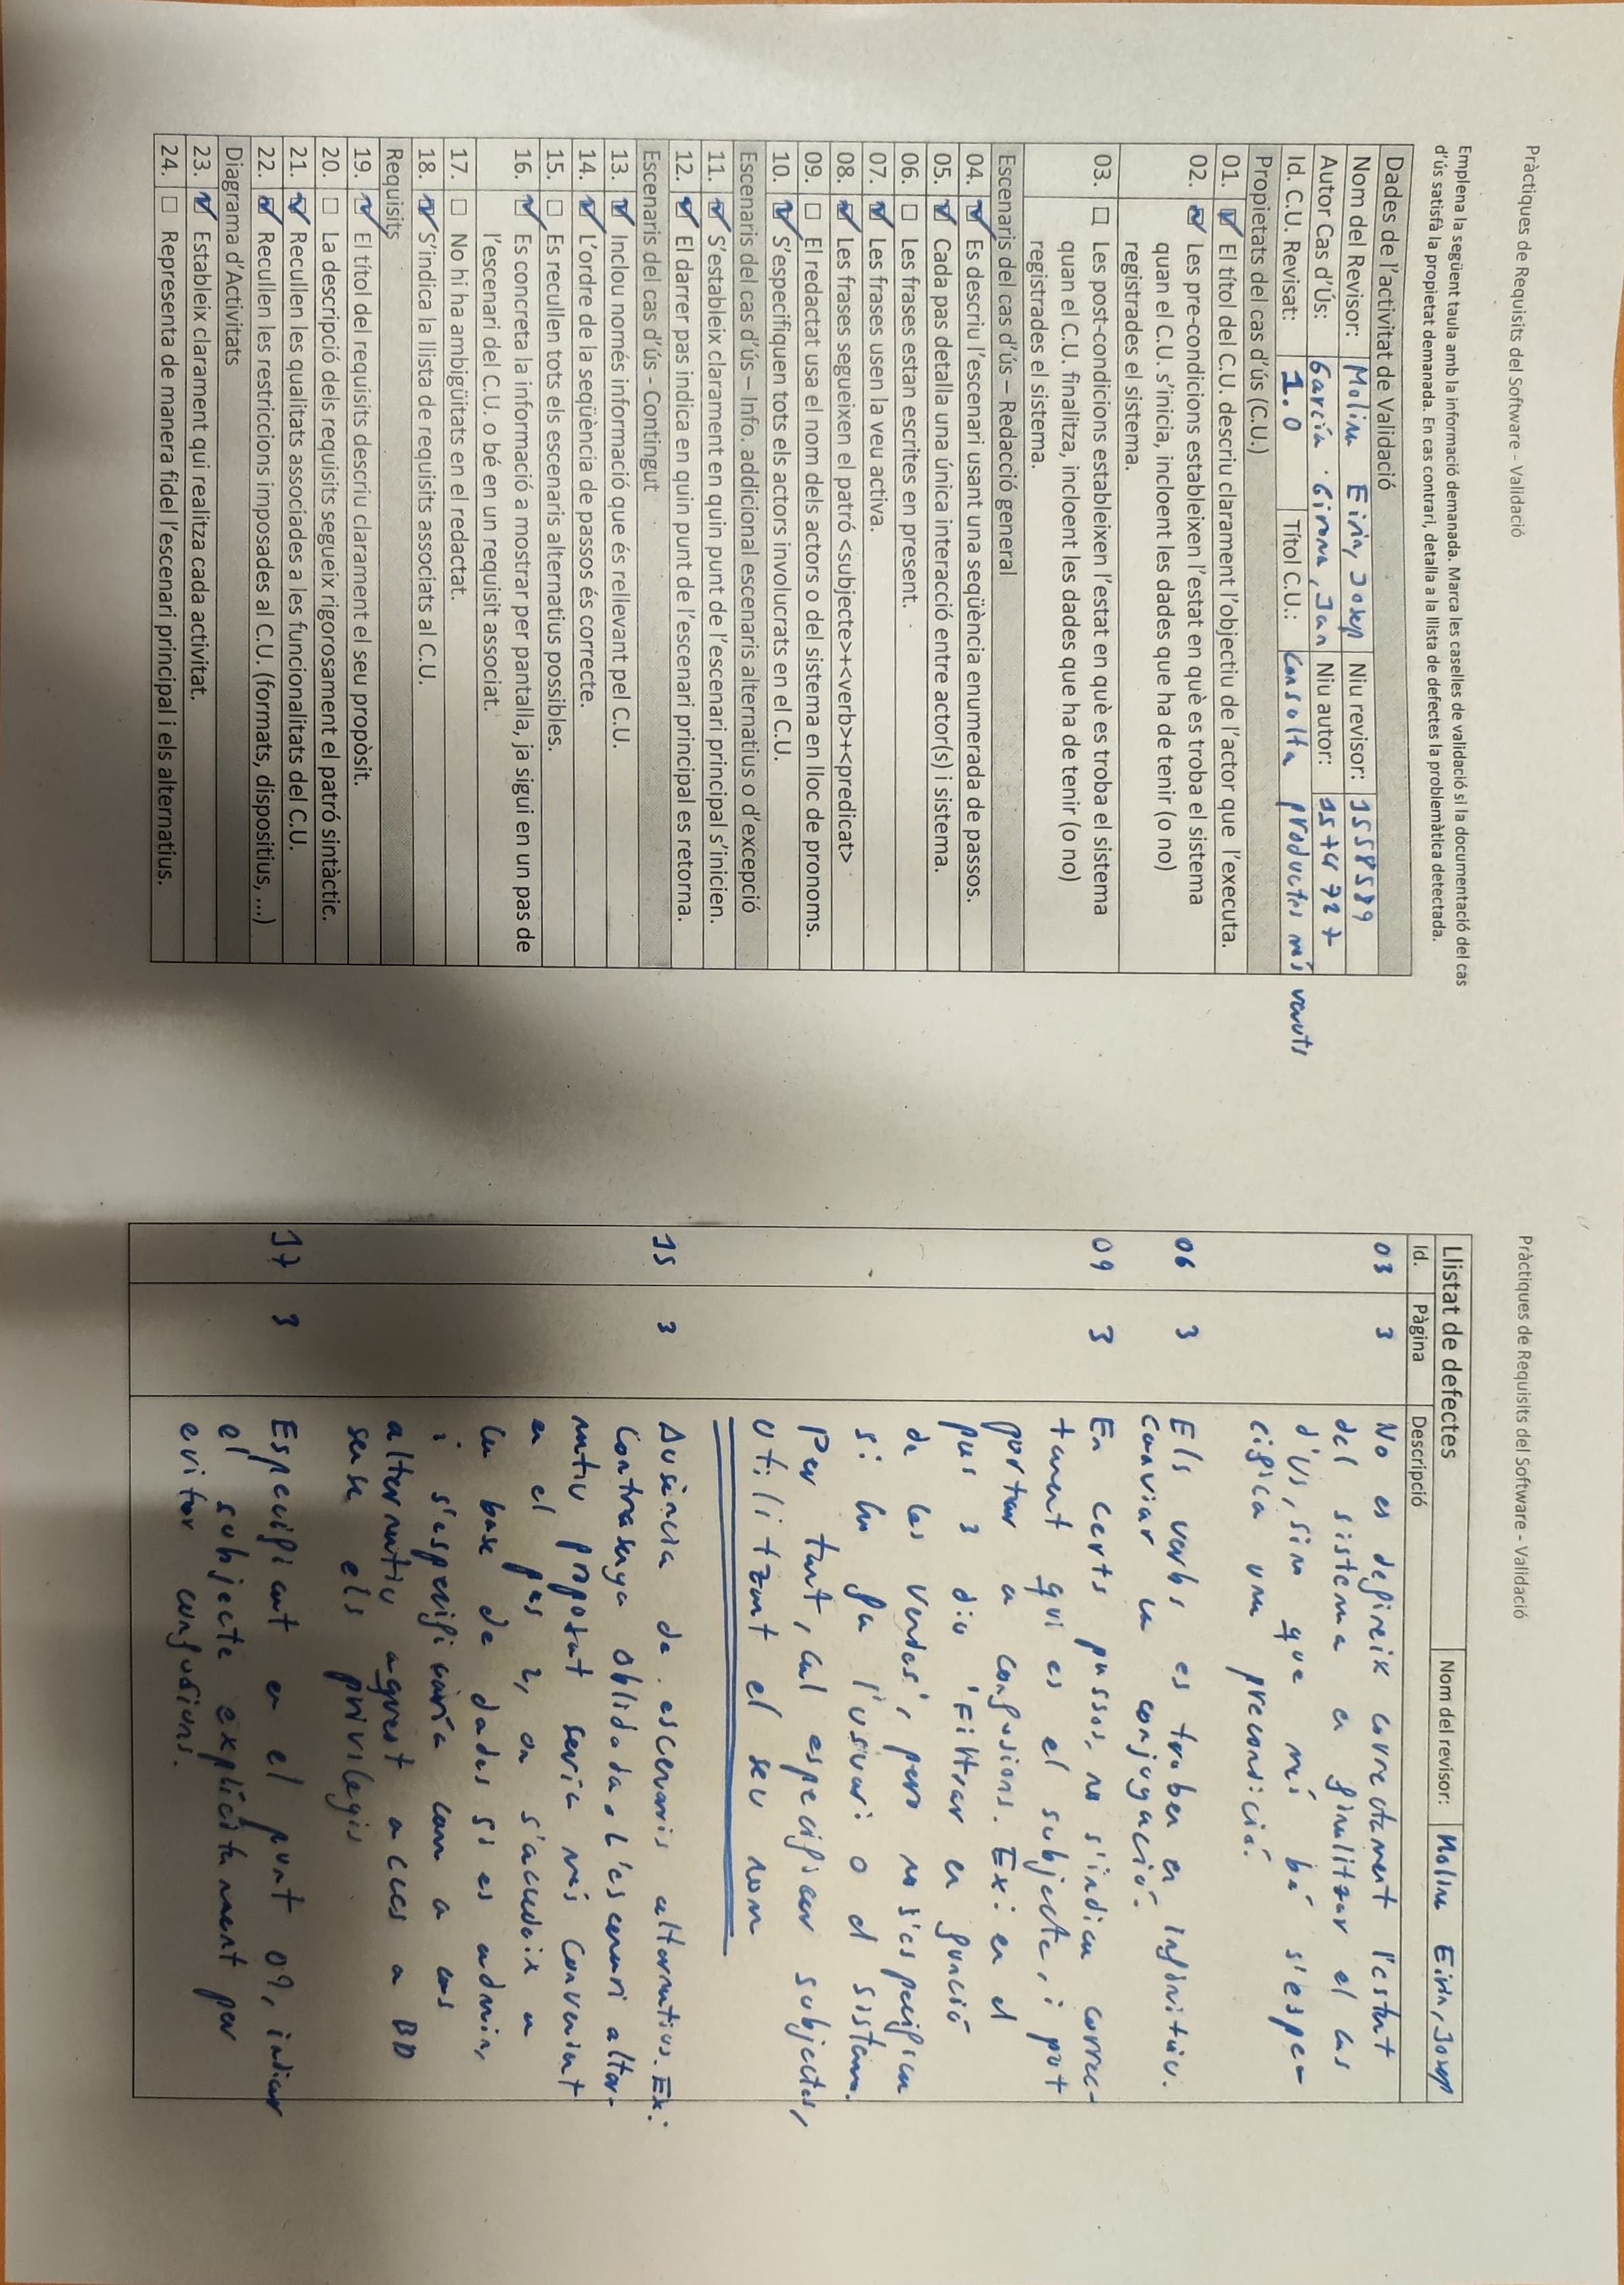 Pràctiques de Requisits del Software - Validació
Emplena la següent taula amb la informació demanada. Marca les caselles de validació si la documentació del cas
d'ús satisfà la propietat demanada. En cas contrari, detalla a la llista de defectes la problemàtica detectada.
Dades de l'activitat de Validació
Nom del Revisor: Molina Eirin, Josep Niu revisor: 1558589
Autor Cas d'Ús: García Girona, Jan Niu autor:
Id. C.U. Revisat: 1.0 Títol C.U.: Consulta productes més venuts
Propietats del cas d'ús (C.U.)
01. ☑ El títol del C.U. descriu clarament l'objectiu de l'actor que l'executa.
02. ☑ Les pre-condicions estableixen l'estat en què es troba el sistema
quan el C.U. s'inicia, incloent les dades que ha de tenir (o no)
registrades el sistema.
03. ☐ Les post-condicions estableixen l'estat en què es troba el sistema
quan el C.U. finalitza, incloent les dades que ha de tenir (o no)
registrades el sistema.
Escenaris del cas d'ús – Redacció general
04. ☑ Es descriu l'escenari usant una seqüència enumerada de passos.
05. ☑ Cada pas detalla una única interacció entre actor(s) i sistema.
06. ☐ Les frases estan escrites en present.
07. ☑ Les frases usen la veu activa.
08. ☑ Les frases segueixen el patró <subjecte>+<verb>+<predicat>
09. ☐ El redactat usa el nom dels actors o del sistema en lloc de pronoms.
10. ☑ S'especifiquen tots els actors involucrats en el C.U.
Escenaris del cas d'ús – Info. addicional escenaris alternatius o d'excepció
11. ☑ S'estableix clarament en quin punt de l'escenari principal s'inicien.
12. ☑ El darrer pas indica en quin punt de l'escenari principal es retorna.
Escenaris del cas d'ús - Contingut
13. ☑ Inclou només informació que és rellevant pel C.U.
14. ☑ L'ordre de la seqüència de passos és correcte.
15. ☐ Es recullen tots els escenaris alternatius possibles.
16. ☑ Es concreta la informació a mostrar per pantalla, ja sigui en un pas de
l'escenari del C.U. o bé en un requisit associat.
17. ☐ No hi ha ambigüitats en el redactat.
18. ☑ S'indica la llista de requisits associats al C.U.
Requisits
19. ☑ El títol del requisits descriu clarament el seu propòsit.
20. ☐ La descripció dels requisits segueix rigorosament el patró sintàctic.
21. ☑ Recullen les qualitats associades a les funcionalitats del C.U.
22. ☑ Recullen les restriccions imposades al C.U. (formats, dispositius, ...)
Diagrama d'Activitats
23. ☑ Estableix clarament qui realitza cada activitat.
24. ☐ Representa de manera fidel l'escenari principal i els alternatius.
Pràctiques de Requisits del Software - Validació
Llistat de defectes Nom del revisor: Molina Eirin, Josep
Id. Pàgina Descripció
03 3 No es defineix correctament l'estat
del sistema a finalitzar el cas
d'ús, sinó que més bé s'espe-
cifica una precondició.
06 3 Els verbs es troben en infinitiu.
Canviar la conjugació.
09 3 En certs passos, no s'indica correc-
tament qui es el subjecte, i pot
portar a confusions. Ex: en el
pas 3 diu 'Filtrar en funció
de les vendes', pero no s'especifica
si ho fa l'usuari o el sistema.
Per tant, cal especificar subjectes,
utilitzant el seu nom
15 3 Ausència de escenaris alternatius. Ex:
Contrasenya oblidada. L'escenari alter-
natiu proposat seria més convenient
en el pas 2, on s'accedeix a
la base de dades si es admin,
i s'especificaria com a cas
alternatiu aquest acces a BD
sense els privilegis
17 3 Especificat en el punt 09, indicar
el subjecte explícitament per
evitar confusions.